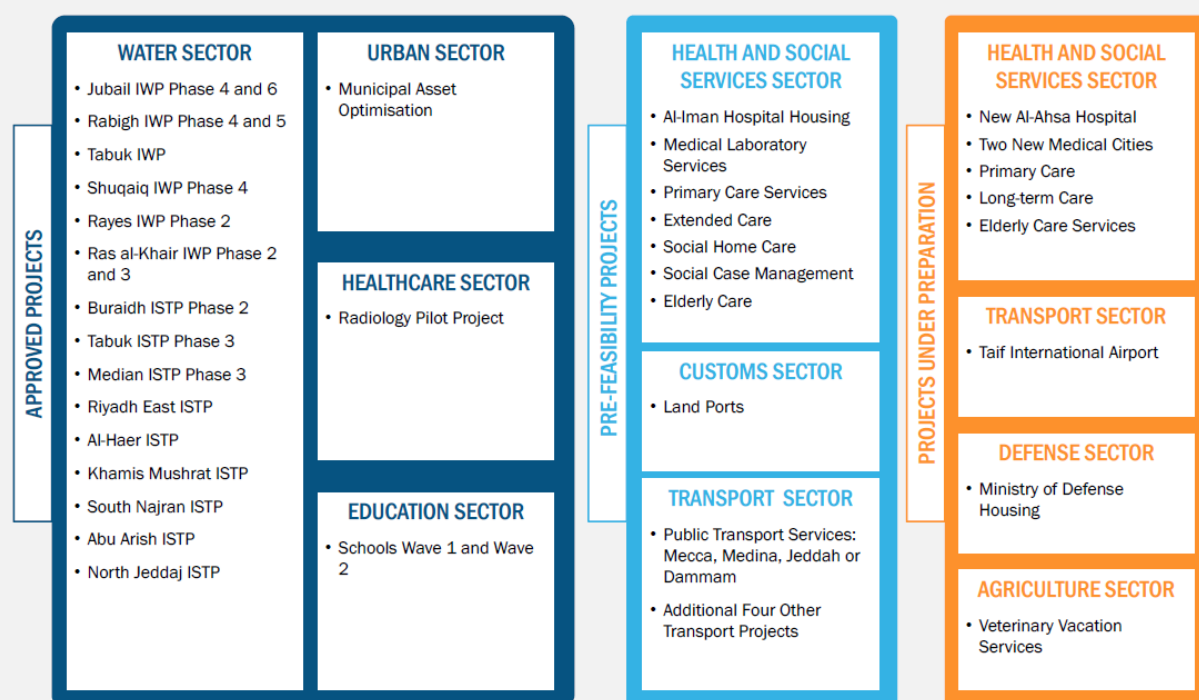 APPROVED PROJECTS
WATER SECTOR
• Jubail IWP Phase 4 and 6
• Rabigh IWP Phase 4 and 5
• Tabuk IWP
• Shuqaiq IWP Phase 4
• Rayes IWP Phase 2
• Ras al-Khair IWP Phase 2
and 3
• Buraidh ISTP Phase 2
• Tabuk ISTP Phase 3
• Median ISTP Phase 3
• Riyadh East ISTP
• Al-Haer ISTP
• Khamis Mushrat ISTP
• South Najran ISTP
• Abu Arish ISTP
• North Jeddaj ISTP
URBAN SECTOR
• Municipal Asset
Optimisation
HEALTHCARE SECTOR
• Radiology Pilot Project
EDUCATION SECTOR
• Schools Wave 1 and Wave
2
PRE-FEASIBILITY PROJECTS
HEALTH AND SOCIAL
SERVICES SECTOR
• Al-Iman Hospital Housing
• Medical Laboratory
Services
• Primary Care Services
• Extended Care
• Social Home Care
• Social Case Management
• Elderly Care
CUSTOMS SECTOR
• Land Ports
TRANSPORT SECTOR
• Public Transport Services:
Mecca, Medina, Jeddah or
Dammam
• Additional Four Other
Transport Projects
PROJECTS UNDER PREPARATION
HEALTH AND SOCIAL
SERVICES SECTOR
• New Al-Ahsa Hospital
• Two New Medical Cities
• Primary Care
• Long-term Care
• Elderly Care Services
TRANSPORT SECTOR
• Taif International Airport
DEFENSE SECTOR
• Ministry of Defense
Housing
AGRICULTURE SECTOR
• Veterinary Vacation
Services